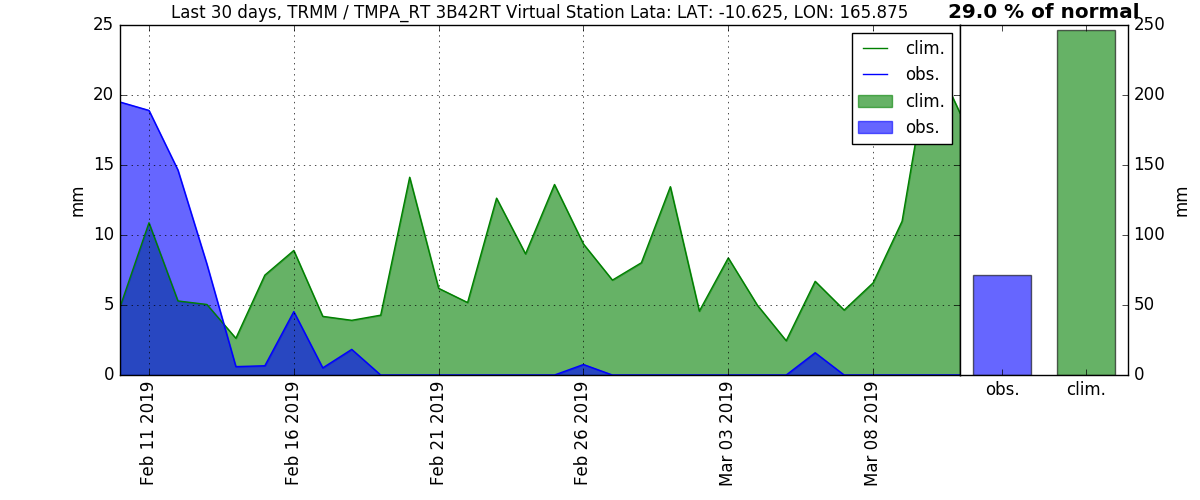 Last 30 days, TRMM / TMPA_RT 3B42RT Virtual Station Lata: LAT: -10.625, LON: 165.875
29.0 % of normal
25
20
15
10
5
0
mm
clim.
obs.
clim.
obs.
Feb 11 2019
Feb 16 2019
Feb 21 2019
Feb 26 2019
Mar 03 2019
Mar 08 2019
250
200
150
100
50
0
mm
obs.
clim.